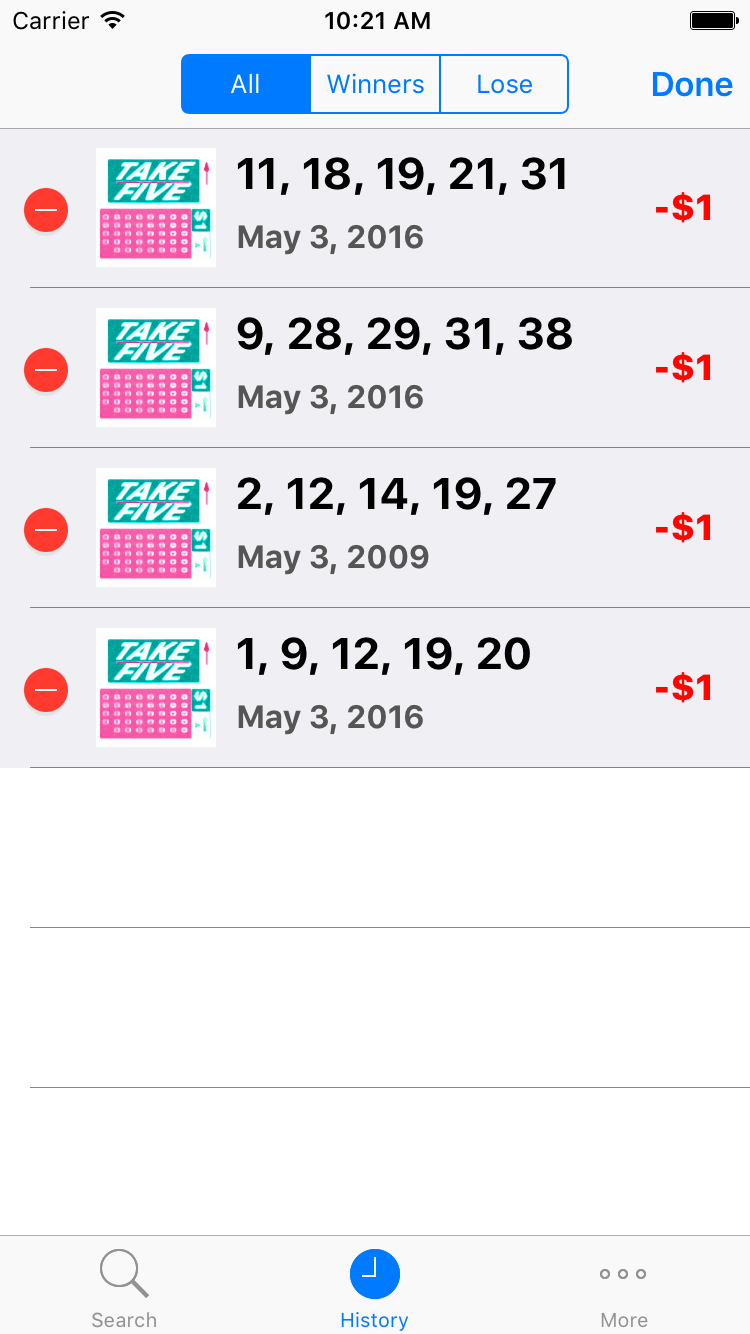 Carrier 10:21 AM
All Winners Lose Done
TAKE
FIVE
$1
11, 18, 19, 21, 31
May 3, 2016
-$1
TAKE
FIVE
$1
9, 28, 29, 31, 38
May 3, 2016
-$1
TAKE
FIVE
$1
2, 12, 14, 19, 27
May 3, 2009
-$1
TAKE
FIVE
$1
1, 9, 12, 19, 20
May 3, 2016
-$1
Search History More